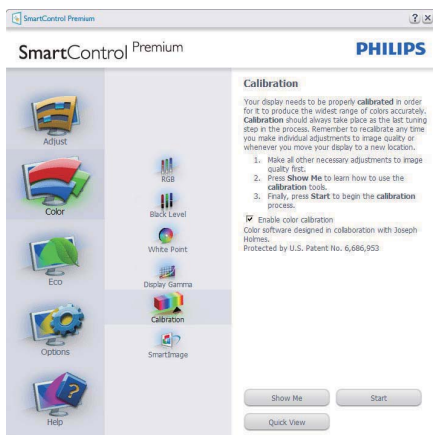 SmartControl Premium
SmartControl Premium
PHILIPS
Adjust
Color
Eco
Options
Help
RGB
Black Level
White Point
Display Gamma
Calibration
SmartImage
Calibration
Your display needs to be properly calibrated in order
for it to produce the widest range of colors accurately.
Calibration should always take place as the last tuning
step in the process. Remember to recalibrate any time
you make individual adjustments to image quality or
whenever you move your display to a new location.
1. Make all other necessary adjustments to image
quality first.
2. Press Show Me to learn how to use the
calibration tools.
3. Finally, press Start to begin the calibration
process.
Enable color calibration
Color software designed in collaboration with Joseph
Holmes.
Protected by U.S. Patent No. 6,686,953
Show Me
Start
Quick View